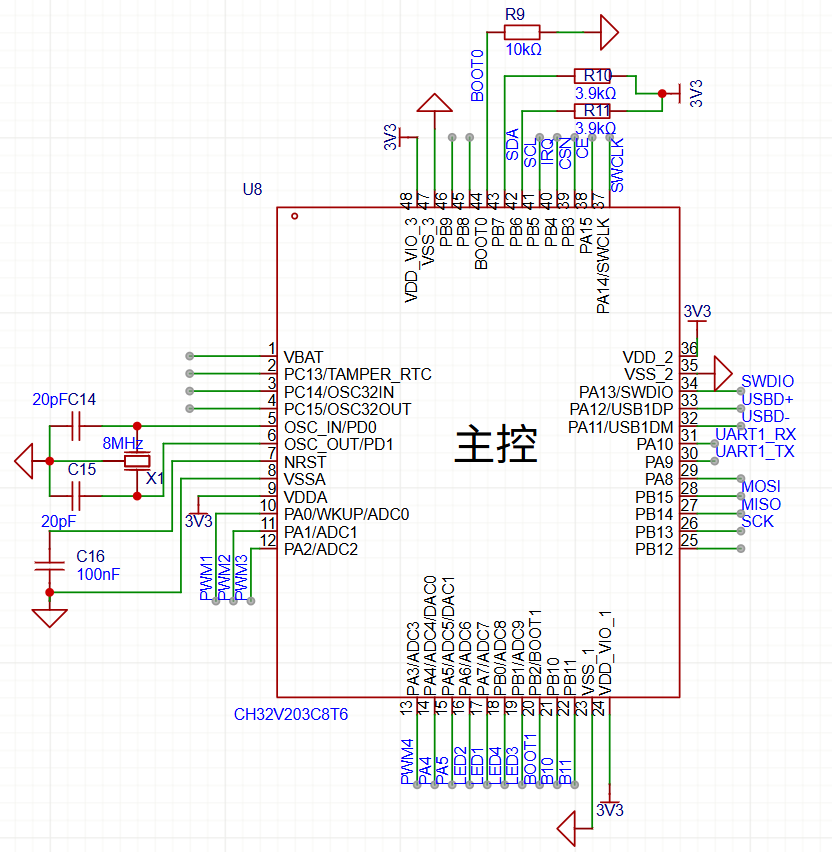 R9
10kΩ
BOOT0
R10
3.9kΩ
R11
3.9kΩ
3V3
3V3
SDA
SCL
IRQ
CSN
CE
SWCLK
U8
48
47
46
45
44
43
42
41
40
39
38
37
VDD_VIO_3
VSS_3
PB9
PB8
BOOT0
PB7
PB6
PB5
PB4
PB3
PA15
PA14/SWCLK
1 VBAT
2 PC13/TAMPER_RTC
3 PC14/OSC32IN
4 PC15/OSC32OUT
5 OSC_IN/PD0
6 OSC_OUT/PD1
7 NRST
8 VSSA
9 VDDA
10 PA0/WKUP/ADC0
11 PA1/ADC1
12 PA2/ADC2
20pF C14
8MHz
X1
C15
20pF
3V3
C16
100nF
PWM1
PWM2
PWM3
主控
3V3
VDD_2 36
VSS_2 35
PA13/SWDIO 34 SWDIO
PA12/USB1DP 33 USBD+
PA11/USB1DM 32 USBD-
PA10 31 UART1_RX
PA9 30 UART1_TX
PA8 29
PB15 28 MOSI
PB14 27 MISO
PB13 26 SCK
PB12 25
PA3/ADC3
PA4/ADC4/DAC0
PA5/ADC5/DAC1
PA6/ADC6
PA7/ADC7
PB0/ADC8
PB1/ADC9
PB2/BOOT1
PB10
PB11
VSS_1
VDD_VIO_1
CH32V203C8T6
13
14
15
16
17
18
19
20
21
22
23
24
PWM4
PA4
PA5
LED2
LED1
LED4
LED3
BOOT1
B10
B11
3V3